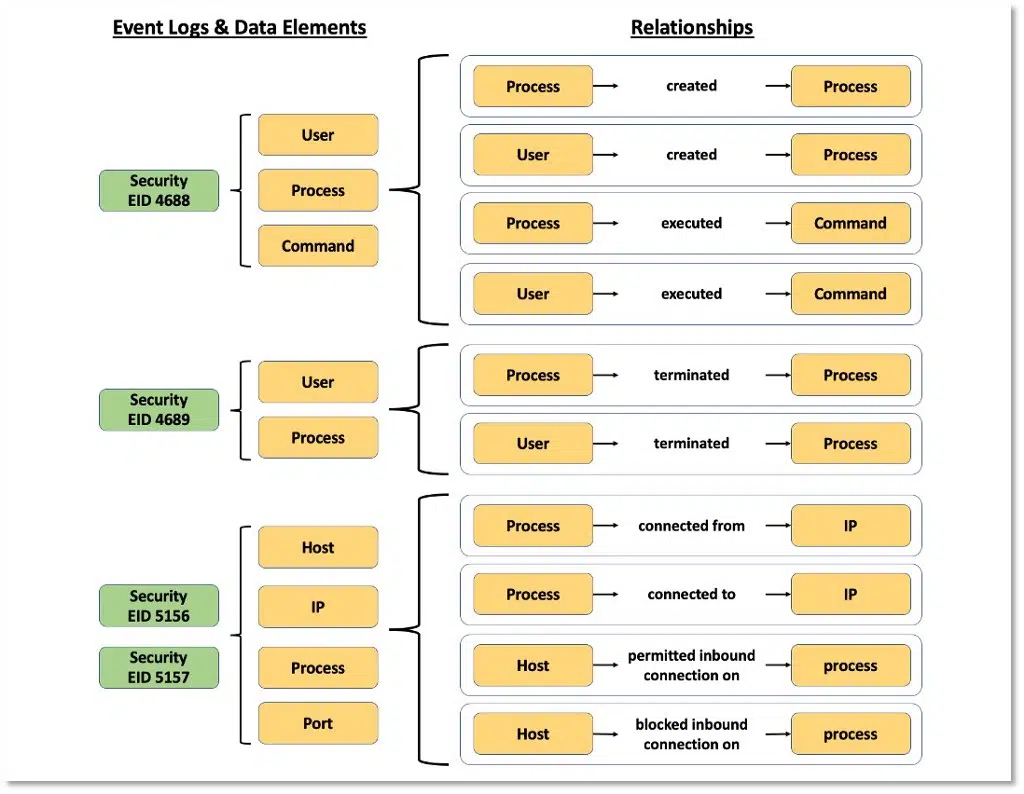 Event Logs & Data Elements
Relationships
Security
EID 4688
User
Process
Command
Process created Process
User created Process
Process executed Command
User executed Command
Security
EID 4689
User
Process
Process terminated Process
User terminated Process
Security
EID 5156
Security
EID 5157
Host
IP
Process
Port
Process connected from IP
Process connected to IP
Host permitted inbound
connection on process
Host blocked inbound
connection on process